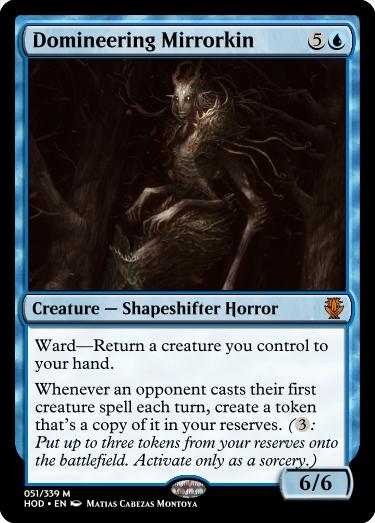 Domineering Mirrorkin 5
Creature — Shapeshifter Horror
Ward—Return a creature you control to
your hand.
Whenever an opponent casts their first
creature spell each turn, create a token
that's a copy of it in your reserves. (3:
Put up to three tokens from your reserves onto
the battlefield. Activate only as a sorcery.)
6/6
051/339 M
HOD • EN Matias Cabezas Montoya